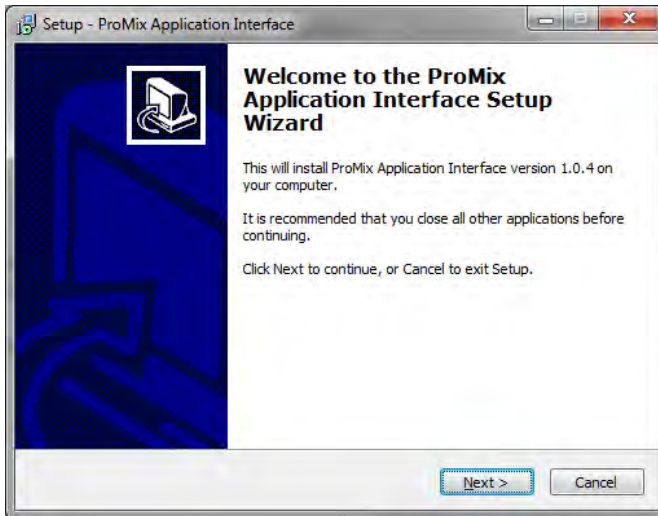 Setup - ProMix Application Interface
Welcome to the ProMix
Application Interface Setup
Wizard
This will install ProMix Application Interface version 1.0.4 on
your computer.
It is recommended that you close all other applications before
continuing.
Click Next to continue, or Cancel to exit Setup.
Next >
Cancel